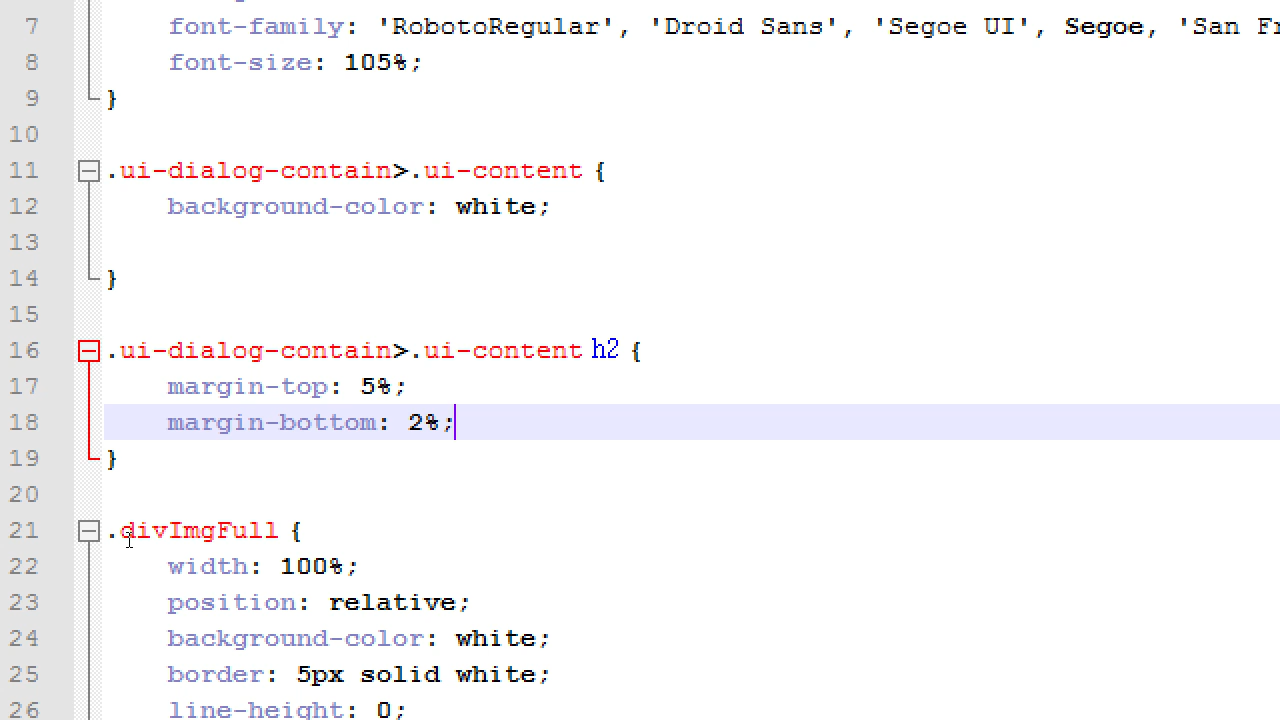 7 font-family: 'RobotoRegular', 'Droid Sans', 'Segoe UI', Segoe, 'San
8 font-size: 105%;
9 }
10
11 .ui-dialog-contain>.ui-content {
12 background-color: white;
13
14 }
15
16 .ui-dialog-contain>.ui-content h2 {
17 margin-top: 5%;
18 margin-bottom: 2%;
19 }
20
21 .divImgFull {
22 width: 100%;
23 position: relative;
24 background-color: white;
25 border: 5px solid white;
26 line-height: 0;